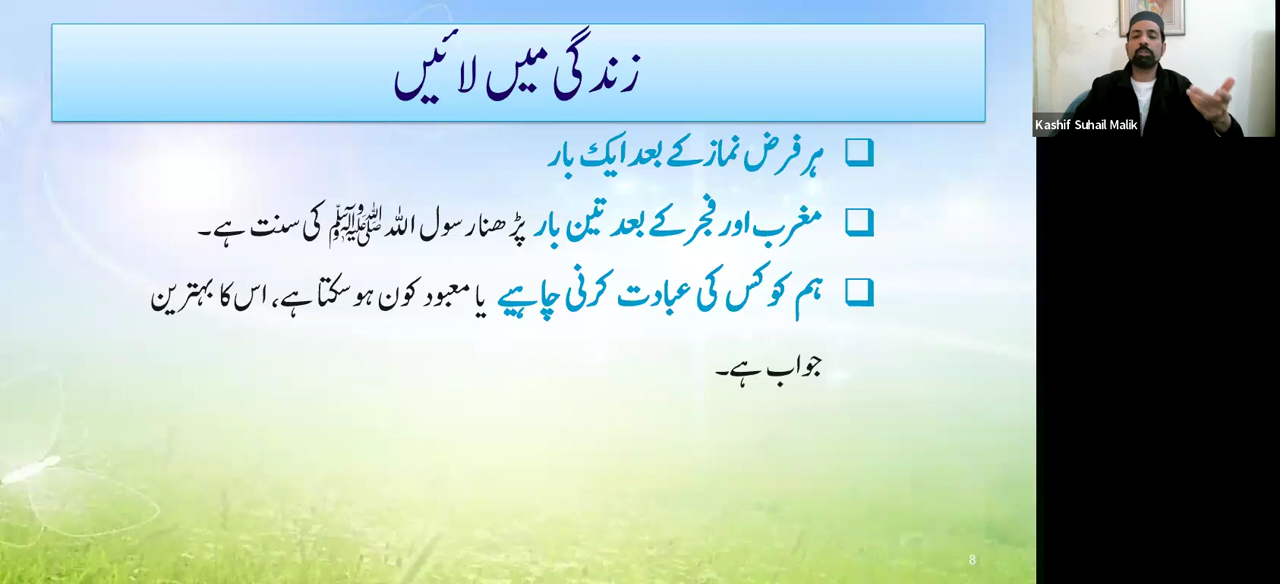 زندگی میں لائیں
ہر فرض نماز کے بعد ایک بار
مغرب اور فجر کے بعد تین بار پڑھنا رسول اللہ ﷺ کی سنت ہے۔
ہم کو کس کی عبادت کرنی چاہیے یا معبود کون ہو سکتا ہے، اس کا بہترین
جواب ہے۔
Kashif Suhail Malik
8